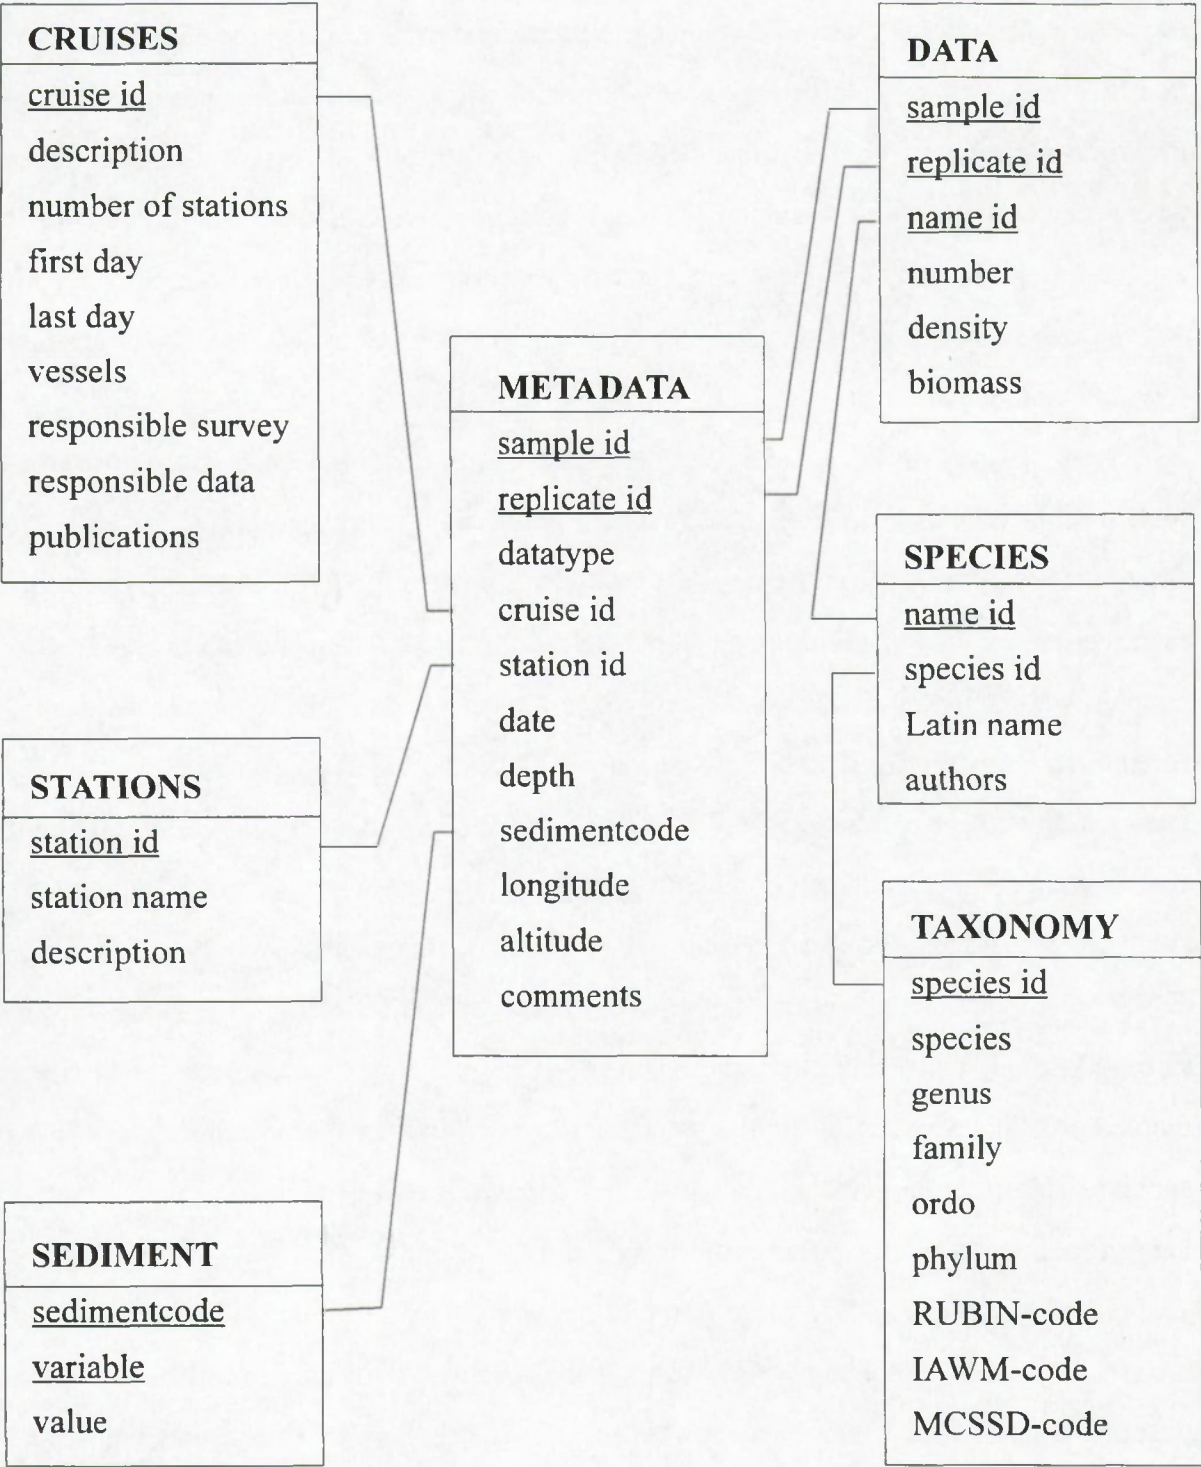 CRUISES
cruise id
description
number of stations
first day
last day
vessels
responsible survey
responsible data
publications
STATIONS
station id
station name
description
SEDIMENT
sedimentcode
variable
value
METADATA
sample id
replicate id
datatype
cruise id
station id
date
depth
sedimentcode
longitude
altitude
comments
DATA
sample id
replicate id
name id
number
density
biomass
SPECIES
name id
species id
Latin name
authors
TAXONOMY
species id
species
genus
family
ordo
phylum
RUBIN-code
IAWM-code
MCSSD-code